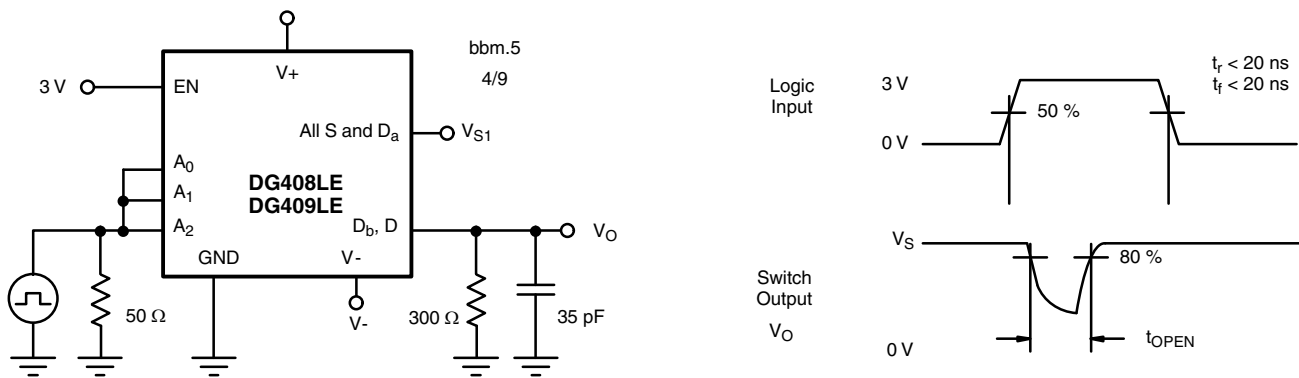 bbm.5
4/9
V+
3 V
EN
All S and Da
VS1
A0
A1
A2
DG408LE
DG409LE
Db, D
VO
GND
V-
V-
50 Ω
300 Ω
35 pF
Logic
Input
3 V
0 V
50 %
tr < 20 ns
tf < 20 ns
VS
80 %
Switch
Output
VO
0 V
tOPEN